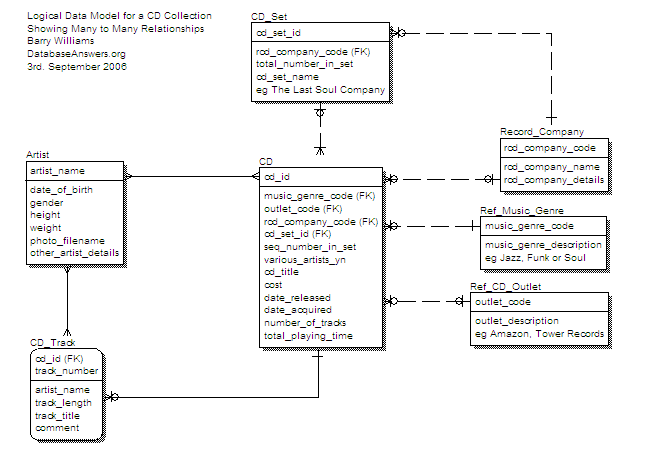 Logical Data Model for a CD Collection
Showing Many to Many Relationships
Barry Williams
DatabaseAnswers.org
3rd. September 2006
CD_Set
cd_set_id
rcd_company_code (FK)
total_number_in_set
cd_set_name
eg The Last Soul Company
Record_Company
rcd_company_code
rcd_company_name
rcd_company_details
Artist
artist_name
date_of_birth
gender
height
weight
photo_filename
other_artist_details
CD
cd_id
music_genre_code (FK)
outlet_code (FK)
rcd_company_code (FK)
cd_set_id (FK)
seq_number_in_set
various_artists_yn
cd_title
cost
date_released
date_acquired
number_of_tracks
total_playing_time
Ref_Music_Genre
music_genre_code
music_genre_description
eg Jazz, Funk or Soul
Ref_CD_Outlet
outlet_code
outlet_description
eg Amazon, Tower Records
CD_Track
cd_id (FK)
track_number
artist_name
track_length
track_title
comment